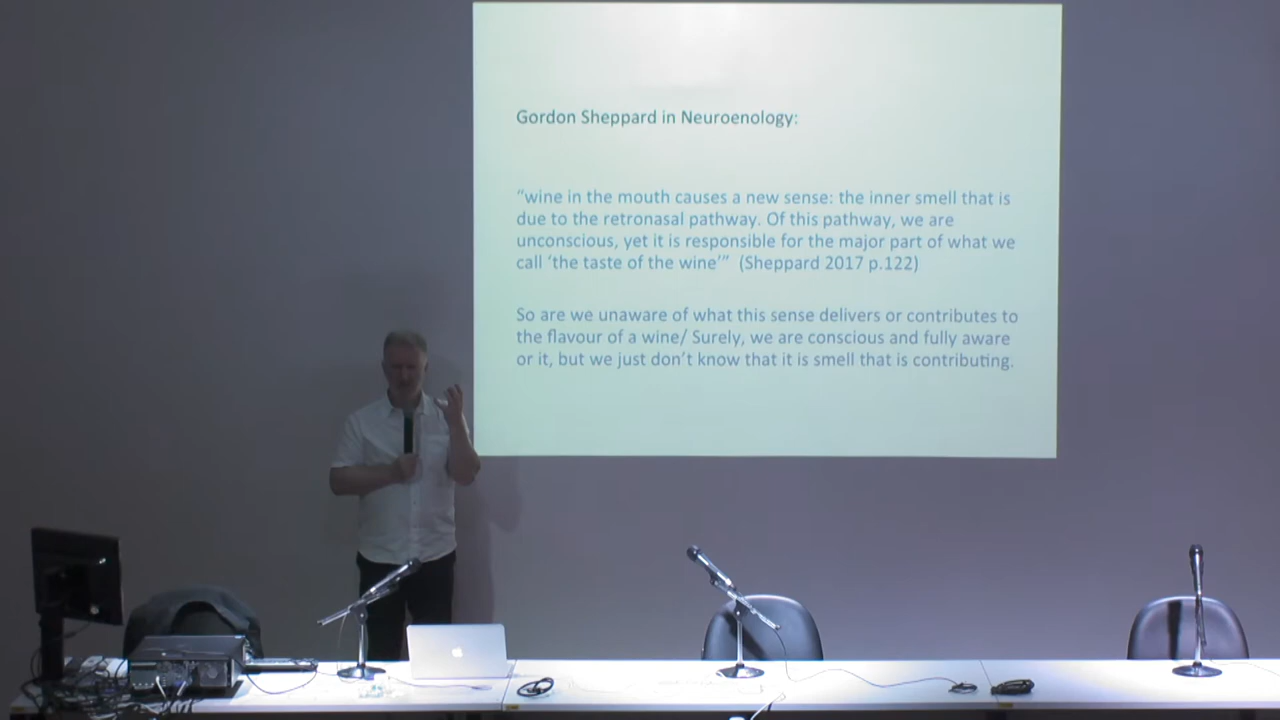 Gordon Sheppard in Neuroenology:
“wine in the mouth causes a new sense: the inner smell that is
due to the retronasal pathway. Of this pathway, we are
unconscious, yet it is responsible for the major part of what we
call ‘the taste of the wine’” (Sheppard 2017 p.122)
So are we unaware of what this sense delivers or contributes to
the flavour of a wine/ Surely, we are conscious and fully aware
or it, but we just don’t know that it is smell that is contributing.